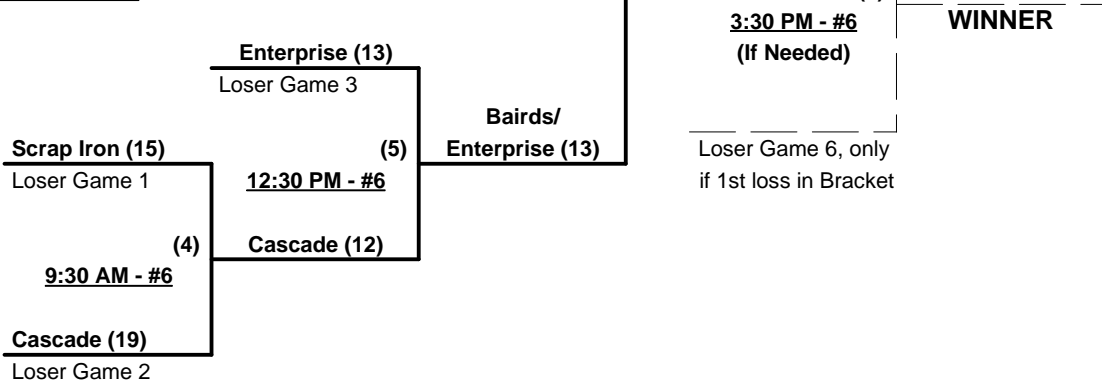 3:30 PM - #6
WINNER
Enterprise (13)
(If Needed)
Loser Game 3
Bairds/
Scrap Iron (15)
(5)
Enterprise (13)
Loser Game 6, only
Loser Game 1
12:30 PM - #6
if 1st loss in Bracket
(4)
Cascade (12)
9:30 AM - #6
Cascade (19)
Loser Game 2